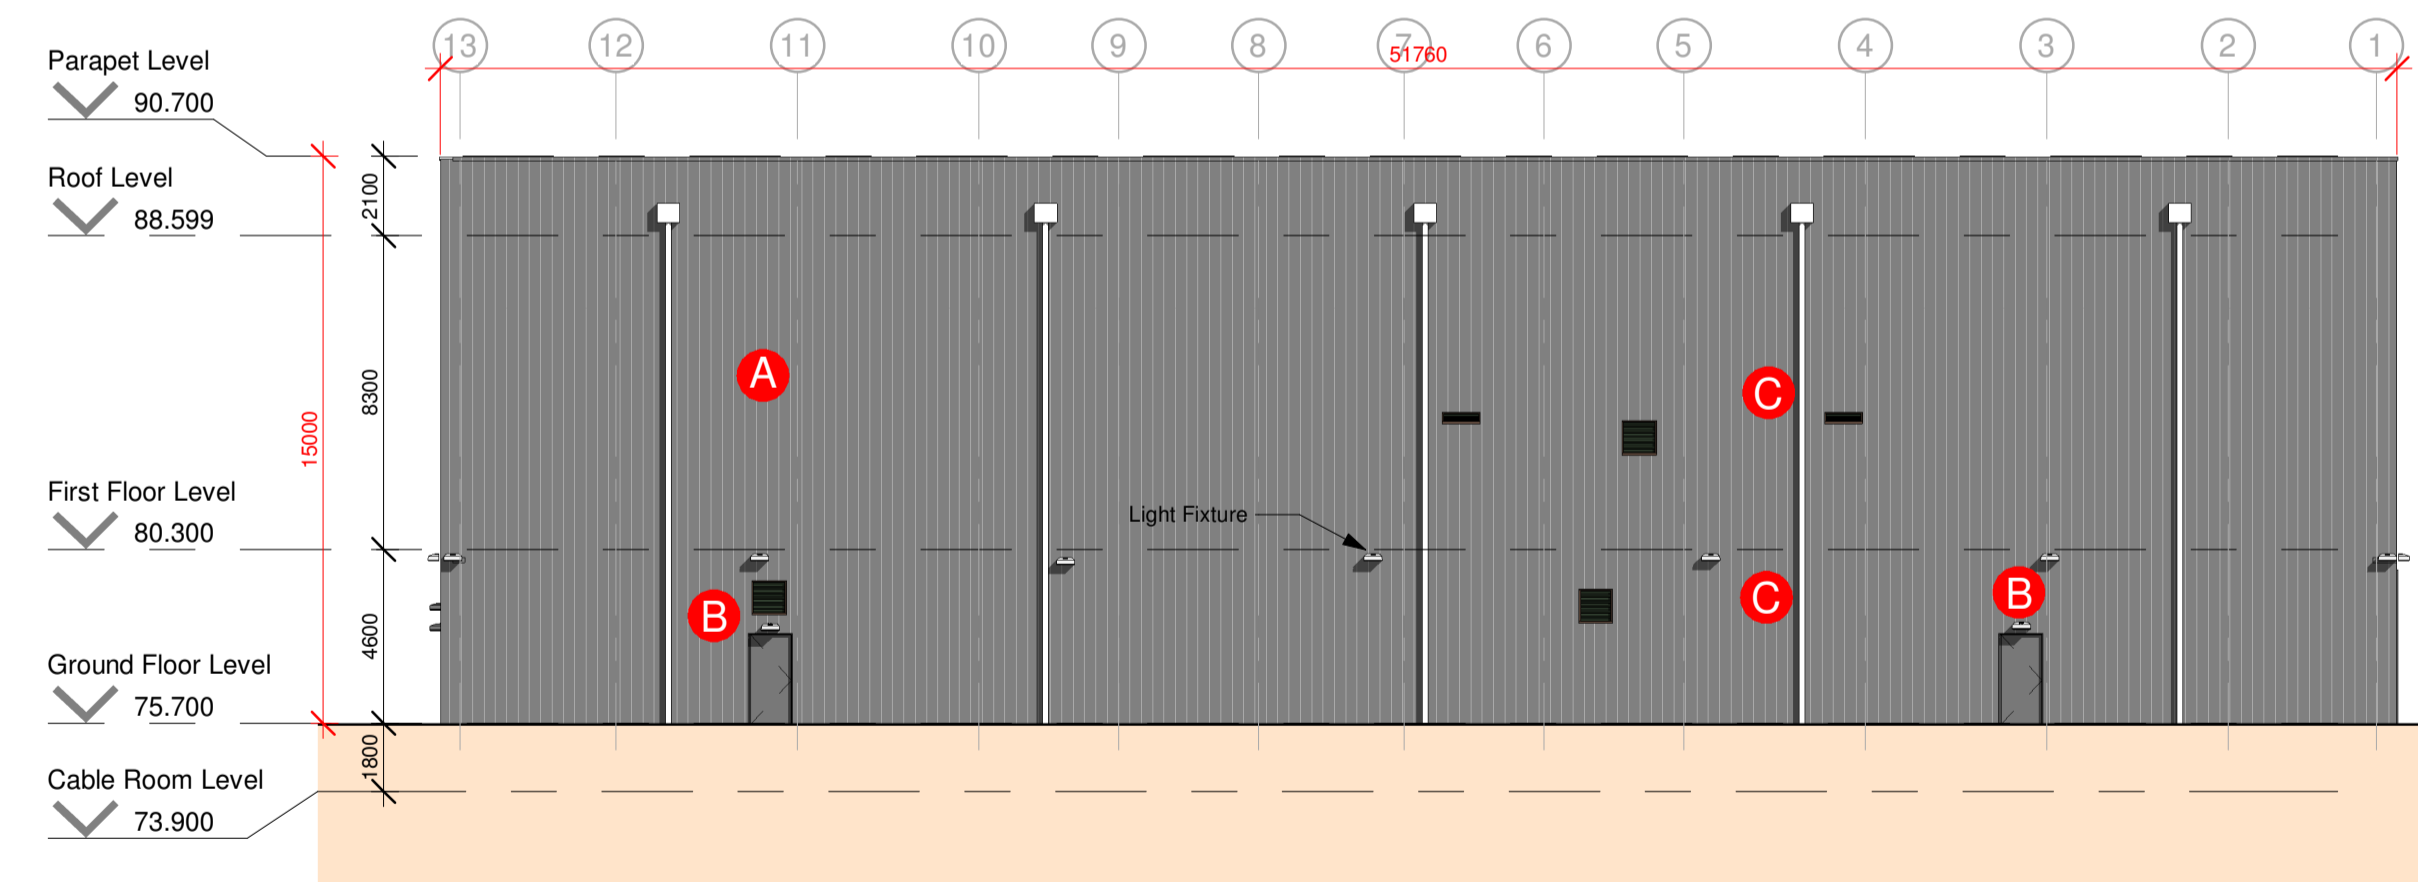 13 12 11 10 9 8 7 6 5 4 3 2 1
51760
Parapet Level
90.700
Roof Level
88.599
2100
A
C
8300
15000
First Floor Level
80.300
Light Fixture
B
C
B
4600
Ground Floor Level
75.700
1800
Cable Room Level
73.900